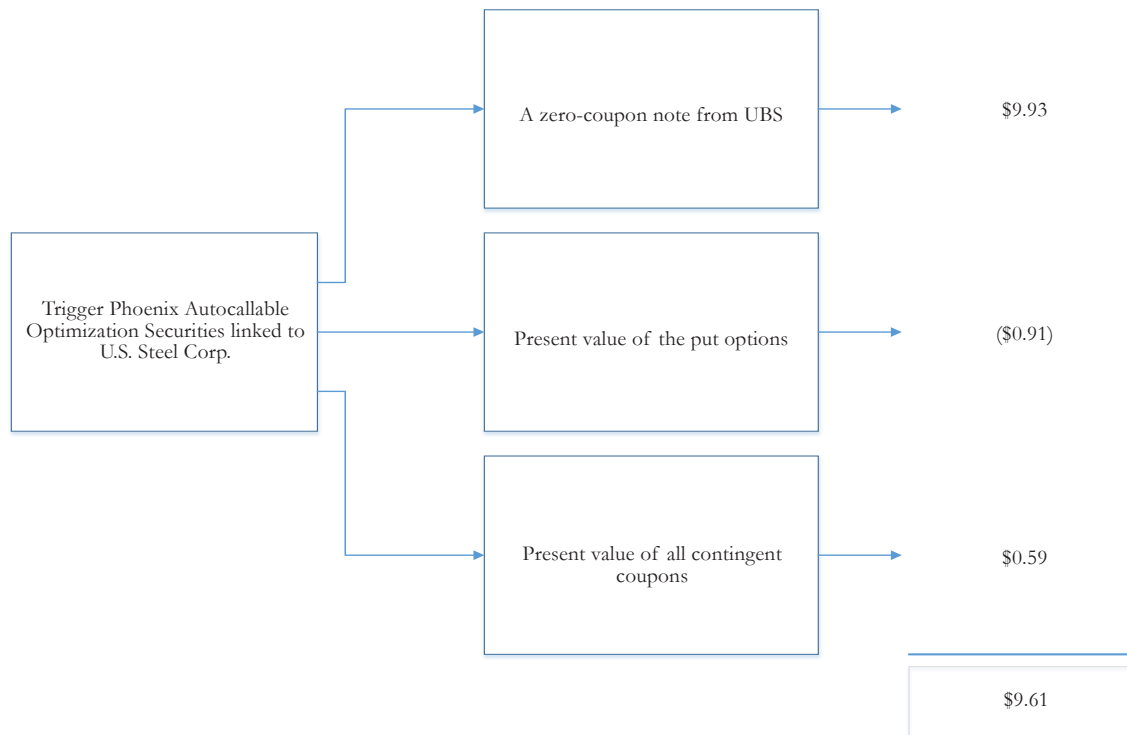 A zero-coupon note from UBS
$9.93
Trigger Phoenix Autocallable
Optimization Securities linked to
U.S. Steel Corp.
Present value of the put options
($0.91)
Present value of all contingent
coupons
$0.59
$9.61